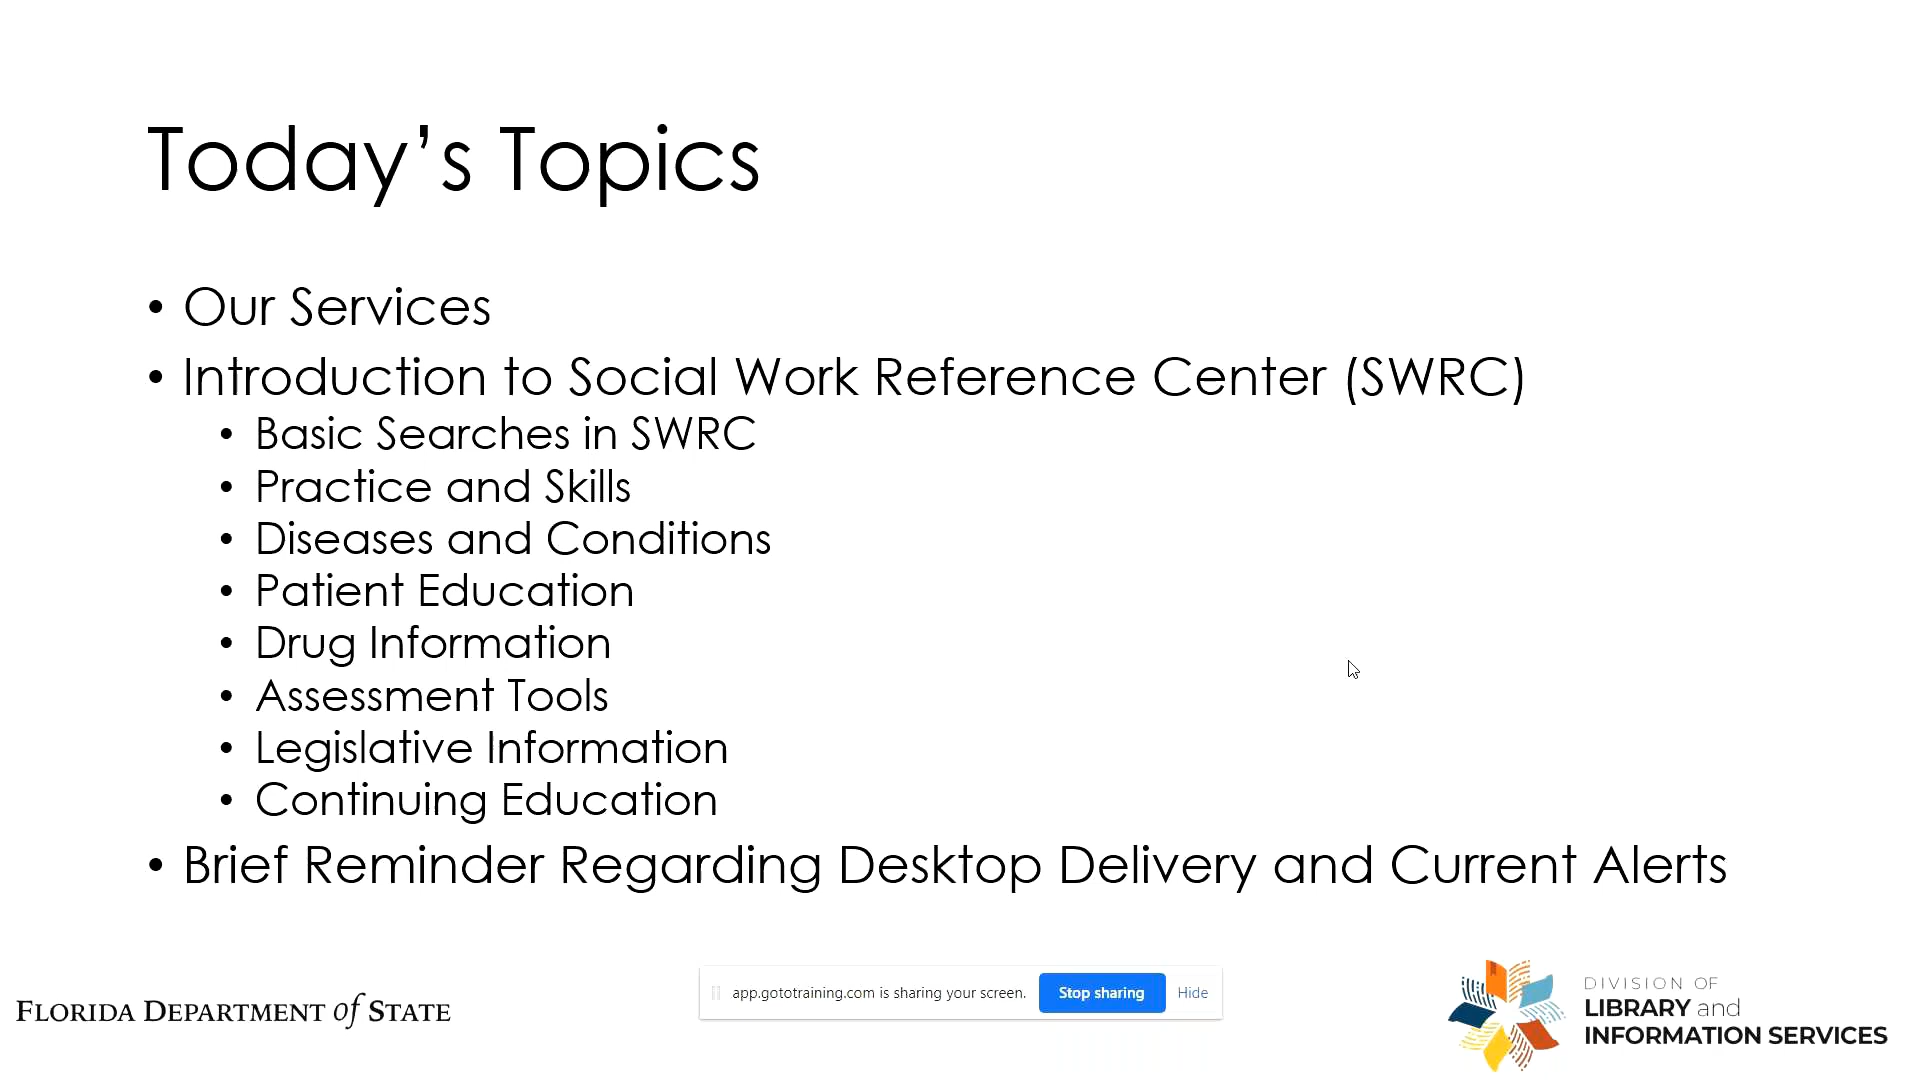 Today’s Topics
• Our Services
• Introduction to Social Work Reference Center (SWRC)
• Basic Searches in SWRC
• Practice and Skills
• Diseases and Conditions
• Patient Education
• Drug Information
• Assessment Tools
• Legislative Information
• Continuing Education
• Brief Reminder Regarding Desktop Delivery and Current Alerts
FLORIDA DEPARTMENT of STATE
app.gototraining.com is sharing your screen. Stop sharing Hide
DIVISION OF
LIBRARY and
INFORMATION SERVICES